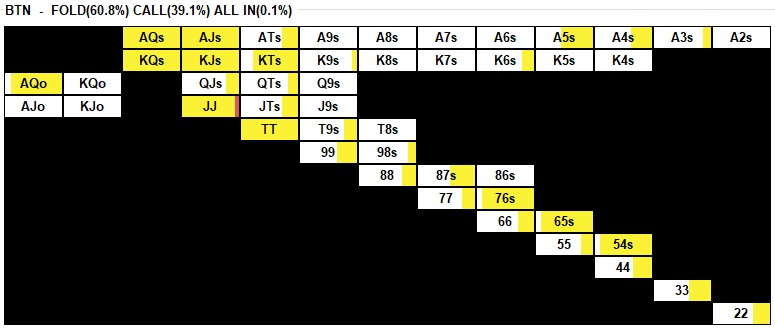 BTN - FOLD(60.8%) CALL(39.1%) ALL IN(0.1%)
AQs AJs ATs A9s A8s A7s A6s A5s A4s A3s A2s
KQs KJs KTs K9s K8s K7s K6s K5s K4s
AQo KQo QJs QTs Q9s
AJo KJo JJ JTs J9s
TT T9s T8s
99 98s
88 87s 86s
77 76s
66 65s
55 54s
44
33
22